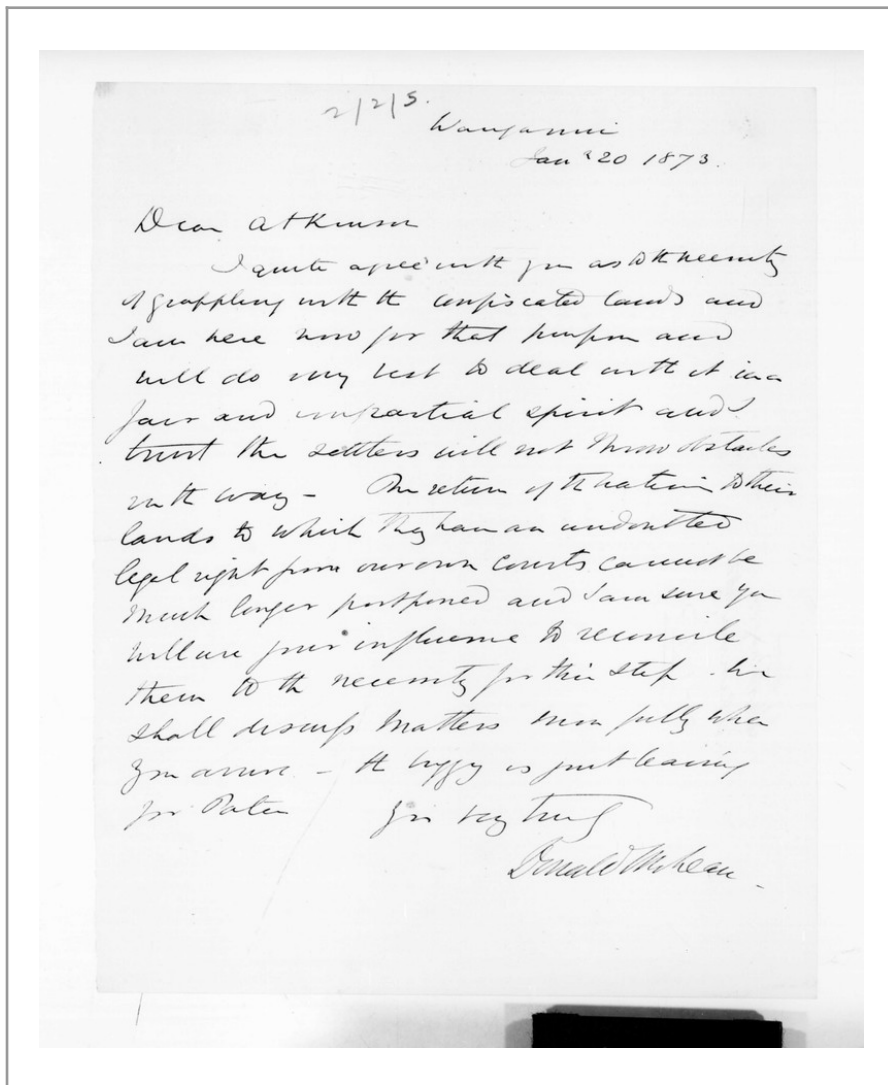 2/2/5.
Wanganui
Jany 20 1873.
Dear Atkinson
I quite agree with you as to the necessity
of grappling with the confiscated lands and
I am here now for that purpose and
will do my best to deal with it in a
fair and impartial spirit and I
trust the settlers will not throw obstacles
in the way - The return of the natives to their
lands to which they have an undoubted
legal right from our own courts cannot be
much longer postponed and I am sure you
will use your influence to reconcile
them to the necessity for this step. We
shall discuss matters more fully when
you arrive - the buggy is just leaving
for Patea Yrs very truly
Donald McLean